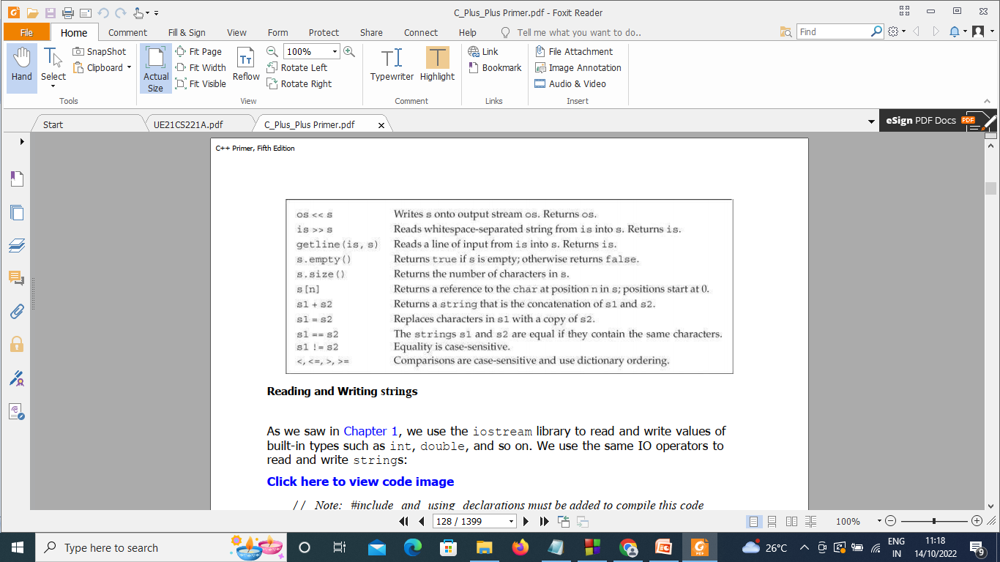 C_Plus_Plus Primer.pdf - Foxit Reader
File Home Comment Fill & Sign View Form Protect Share Connect Help Tell me what you want to do.. Find
Hand
Select
SnapShot
Clipboard
Tools
Actual
Size
Fit Page
Fit Width
Fit Visible
Reflow
100%
Rotate Left
Rotate Right
View
Typewriter
Highlight
Comment
Link
Bookmark
Links
File Attachment
Image Annotation
Audio & Video
Insert
Start UE21CS221A.pdf C_Plus_Plus Primer.pdf
eSign PDF Docs PDF
C++ Primer, Fifth Edition
os << s Writes s onto output stream os. Returns os.
is >> s Reads whitespace-separated string from is into s. Returns is.
getline(is, s) Reads a line of input from is into s. Returns is.
s.empty() Returns true if s is empty; otherwise returns false.
s.size() Returns the number of characters in s.
s[n] Returns a reference to the char at position n in s; positions start at 0.
s1 + s2 Returns a string that is the concatenation of s1 and s2.
s1 = s2 Replaces characters in s1 with a copy of s2.
s1 == s2 The strings s1 and s2 are equal if they contain the same characters.
s1 != s2 Equality is case-sensitive.
<, <=, >, >= Comparisons are case-sensitive and use dictionary ordering.
Reading and Writing strings
As we saw in Chapter 1, we use the iostream library to read and write values of
built-in types such as int, double, and so on. We use the same IO operators to
read and write strings:
Click here to view code image
// Note: #include and using declarations must be added to compile this code
128 / 1399
100%
Type here to search
26°C
ENG
IN
11:18
14/10/2022
9